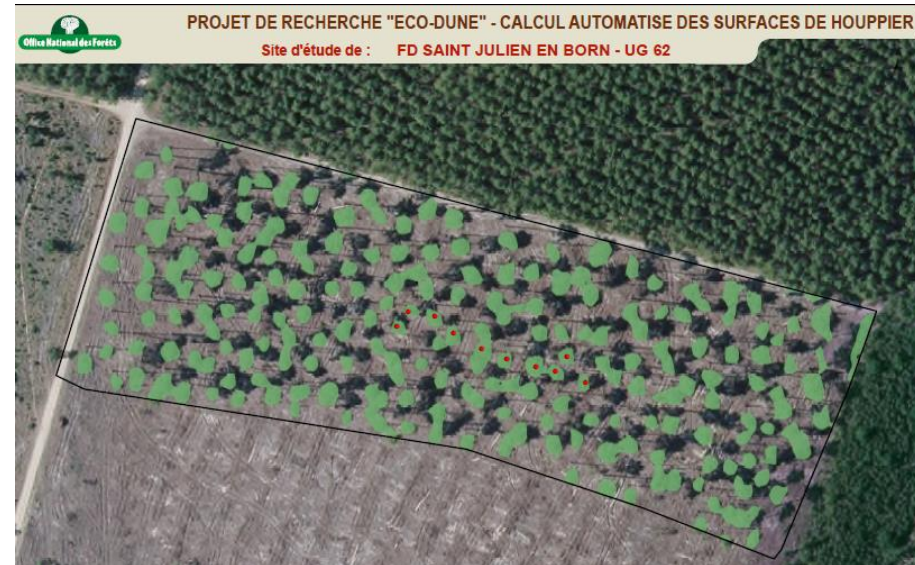 PROJET DE RECHERCHE "ECO-DUNE" - CALCUL AUTOMATISE DES SURFACES DE HOUPPIER
Office National des Forêts
Site d'étude de : FD SAINT JULIEN EN BORN - UG 62